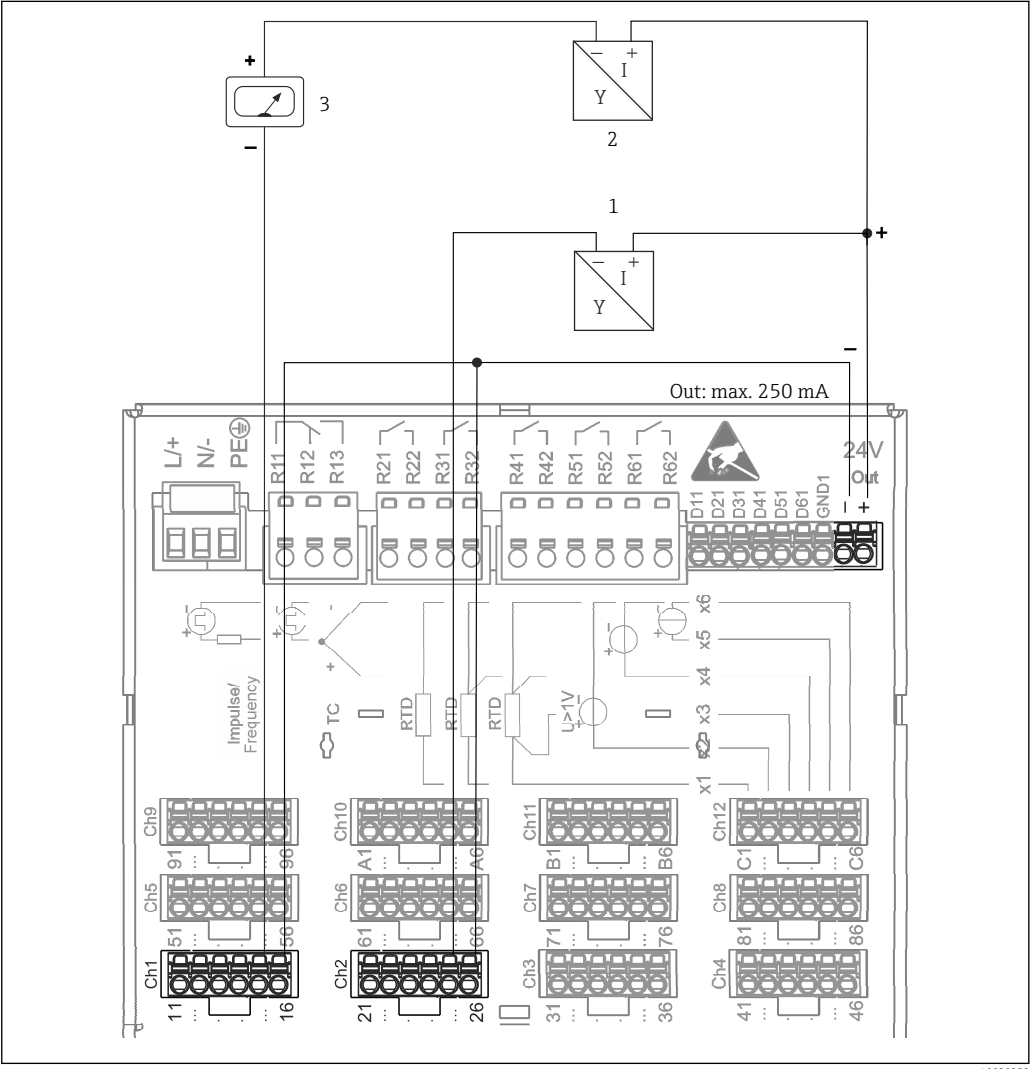 − +
I
Y
2
+
3
−
1
− +
I
Y
+
−
Out: max. 250 mA
L/+
N/-
PE
R11
R12
R13
R21
R22
R31
R32
R41
R42
R51
R52
R61
R62
24V
Out
D11
D21
D31
D41
D51
D61
GND1
− +
- +
- +
- +
- +
- +
u>1V
- +
Impulse/
Frequency
TC
RTD
RTD
RTD
x6
x5
x4
x3
x2
x1
Ch9
91 ... ... 96
Ch10
A1 ... ... A6
Ch11
B1 ... ... B6
Ch12
C1 ... ... C6
Ch5
51 ... ... 56
Ch6
61 ... ... 66
Ch7
71 ... ... 76
Ch8
81 ... ... 86
Ch1
11 ... ... 16
Ch2
21 ... ... 26
Ch3
31 ... ... 36
Ch4
41 ... ... 46